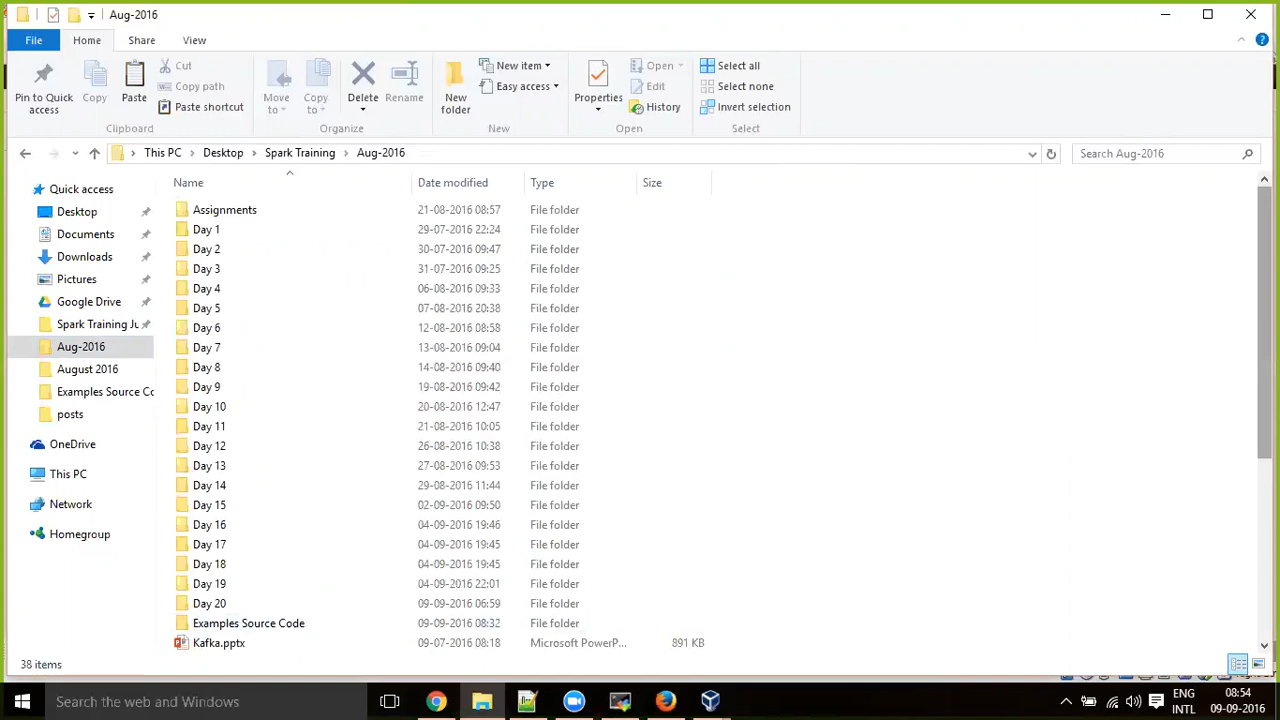 Aug-2016
File Home Share View
Pin to Quick access
Copy
Paste
Cut
Copy path
Paste shortcut
Clipboard
Move to
Copy to
Delete
Rename
Organize
New folder
New item
Easy access
New
Properties
Open
Edit
History
Open
Select all
Select none
Invert selection
Select
This PC Desktop Spark Training Aug-2016
Search Aug-2016
Quick access
Desktop
Documents
Downloads
Pictures
Google Drive
Spark Training Ju
Aug-2016
August 2016
Examples Source Co
posts
OneDrive
This PC
Network
Homegroup
Name Date modified Type Size
Assignments 21-08-2016 08:57 File folder
Day 1 29-07-2016 22:24 File folder
Day 2 30-07-2016 09:47 File folder
Day 3 31-07-2016 09:25 File folder
Day 4 06-08-2016 09:33 File folder
Day 5 07-08-2016 20:38 File folder
Day 6 12-08-2016 08:58 File folder
Day 7 13-08-2016 09:04 File folder
Day 8 14-08-2016 09:40 File folder
Day 9 19-08-2016 09:42 File folder
Day 10 20-08-2016 12:47 File folder
Day 11 21-08-2016 10:05 File folder
Day 12 26-08-2016 10:38 File folder
Day 13 27-08-2016 09:53 File folder
Day 14 29-08-2016 11:44 File folder
Day 15 02-09-2016 09:50 File folder
Day 16 04-09-2016 19:46 File folder
Day 17 04-09-2016 19:45 File folder
Day 18 04-09-2016 19:45 File folder
Day 19 04-09-2016 22:01 File folder
Day 20 09-09-2016 06:59 File folder
Examples Source Code 09-09-2016 08:32 File folder
Kafka.pptx 09-07-2016 08:18 Microsoft PowerP... 891 KB
38 items
Search the web and Windows
ENG
INTL
08:54
09-09-2016